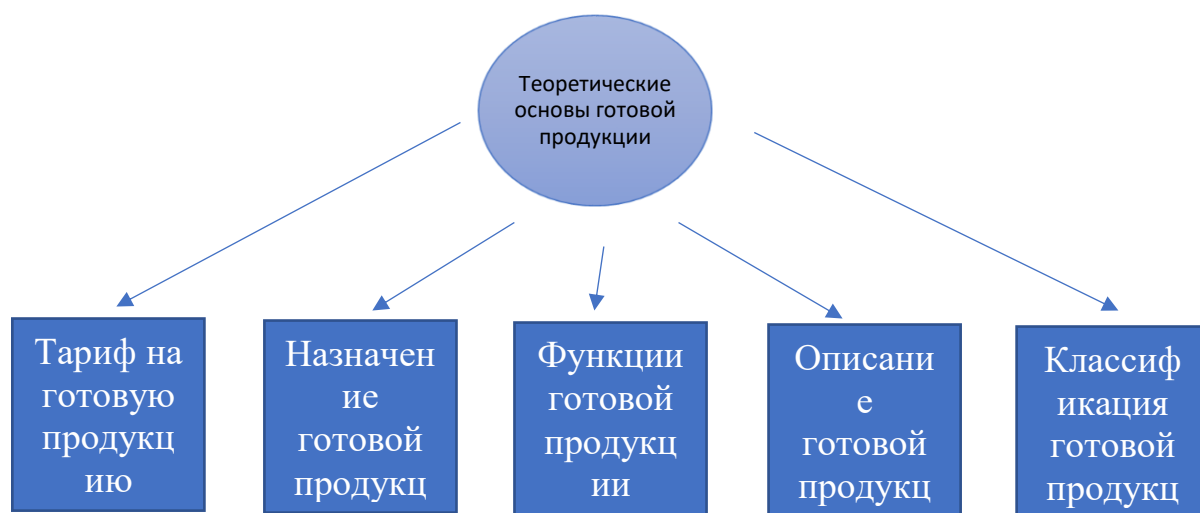 Теоретические
основы готовой
продукции
Тариф на
готовую
продукц
ию
Назначен
ие
готовой
продукц
Функции
готовой
продукц
ии
Описани
е
готовой
продукц
Классиф
икация
готовой
продукц